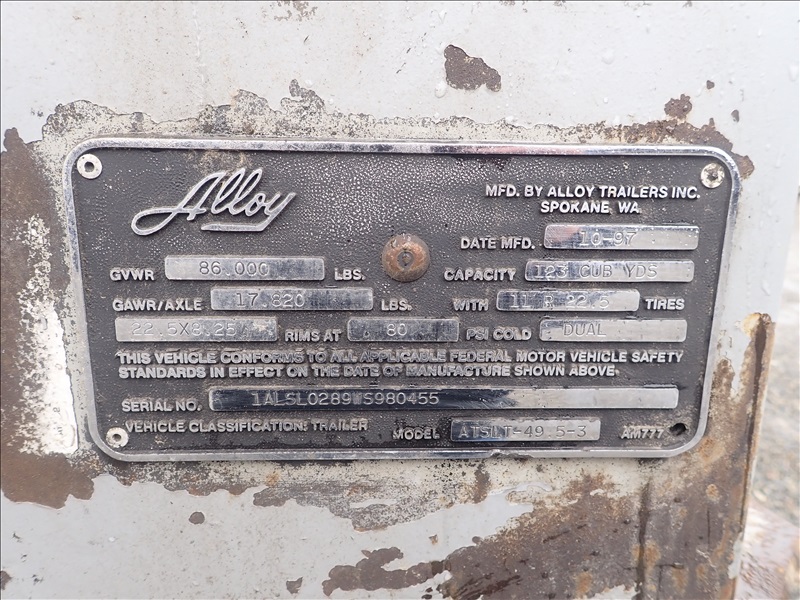 Alloy
MFD. BY ALLOY TRAILERS INC.
SPOKANE, WA.
DATE MFD. 10-97
GVWR 86.000 LBS. CAPACITY 123 CUB YDS
GAWR/AXLE 17.820 LBS. WITH 11 R 22.5 TIRES
22.5X8.25 RIMS AT 80 PSI COLD DUAL
THIS VEHICLE CONFORMS TO ALL APPLICABLE FEDERAL MOTOR VEHICLE SAFETY
STANDARDS IN EFFECT ON THE DATE OF MANUFACTURE SHOWN ABOVE.
SERIAL NO. 1ALSL0289WS980455
VEHICLE CLASSIFICATION: TRAILER MODEL ATSLT-49.5-3 AM777